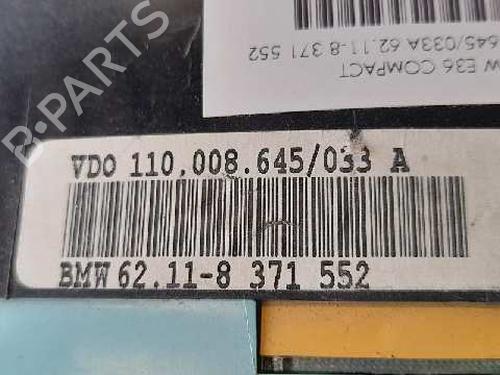 W E36 COMPACT
645/033A 62.11-8 371 552
B-PARTS
VDO 110.008.645/033 A
BMW 62.11-8 371 552